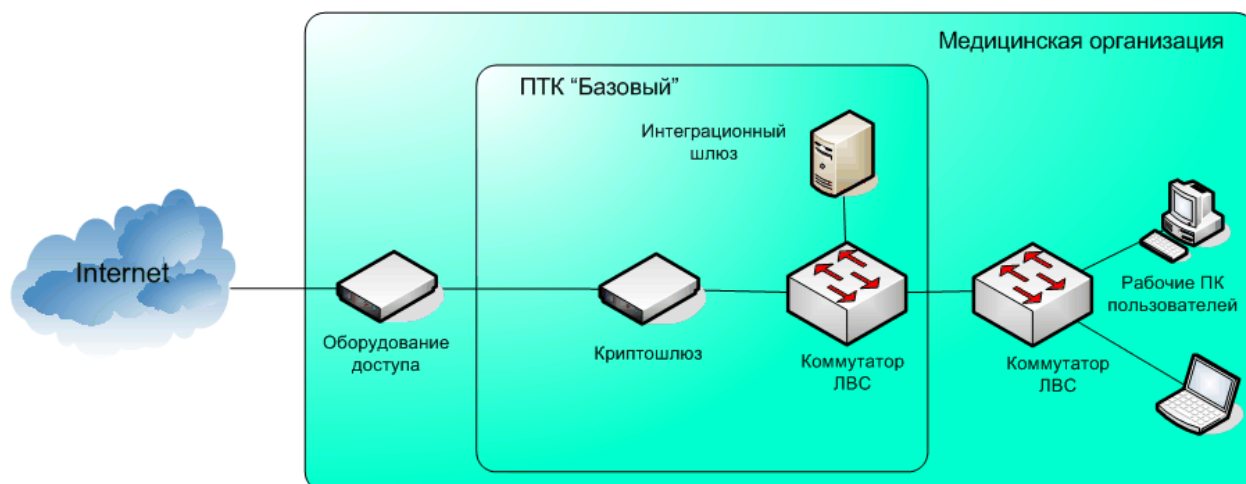 Медицинская организация
ПТК “Базовый”
Интеграционный
шлюз
Internet
Оборудование
доступа
Криптошлюз
Коммутатор
ЛВС
Коммутатор
ЛВС
Рабочие ПК
пользователей